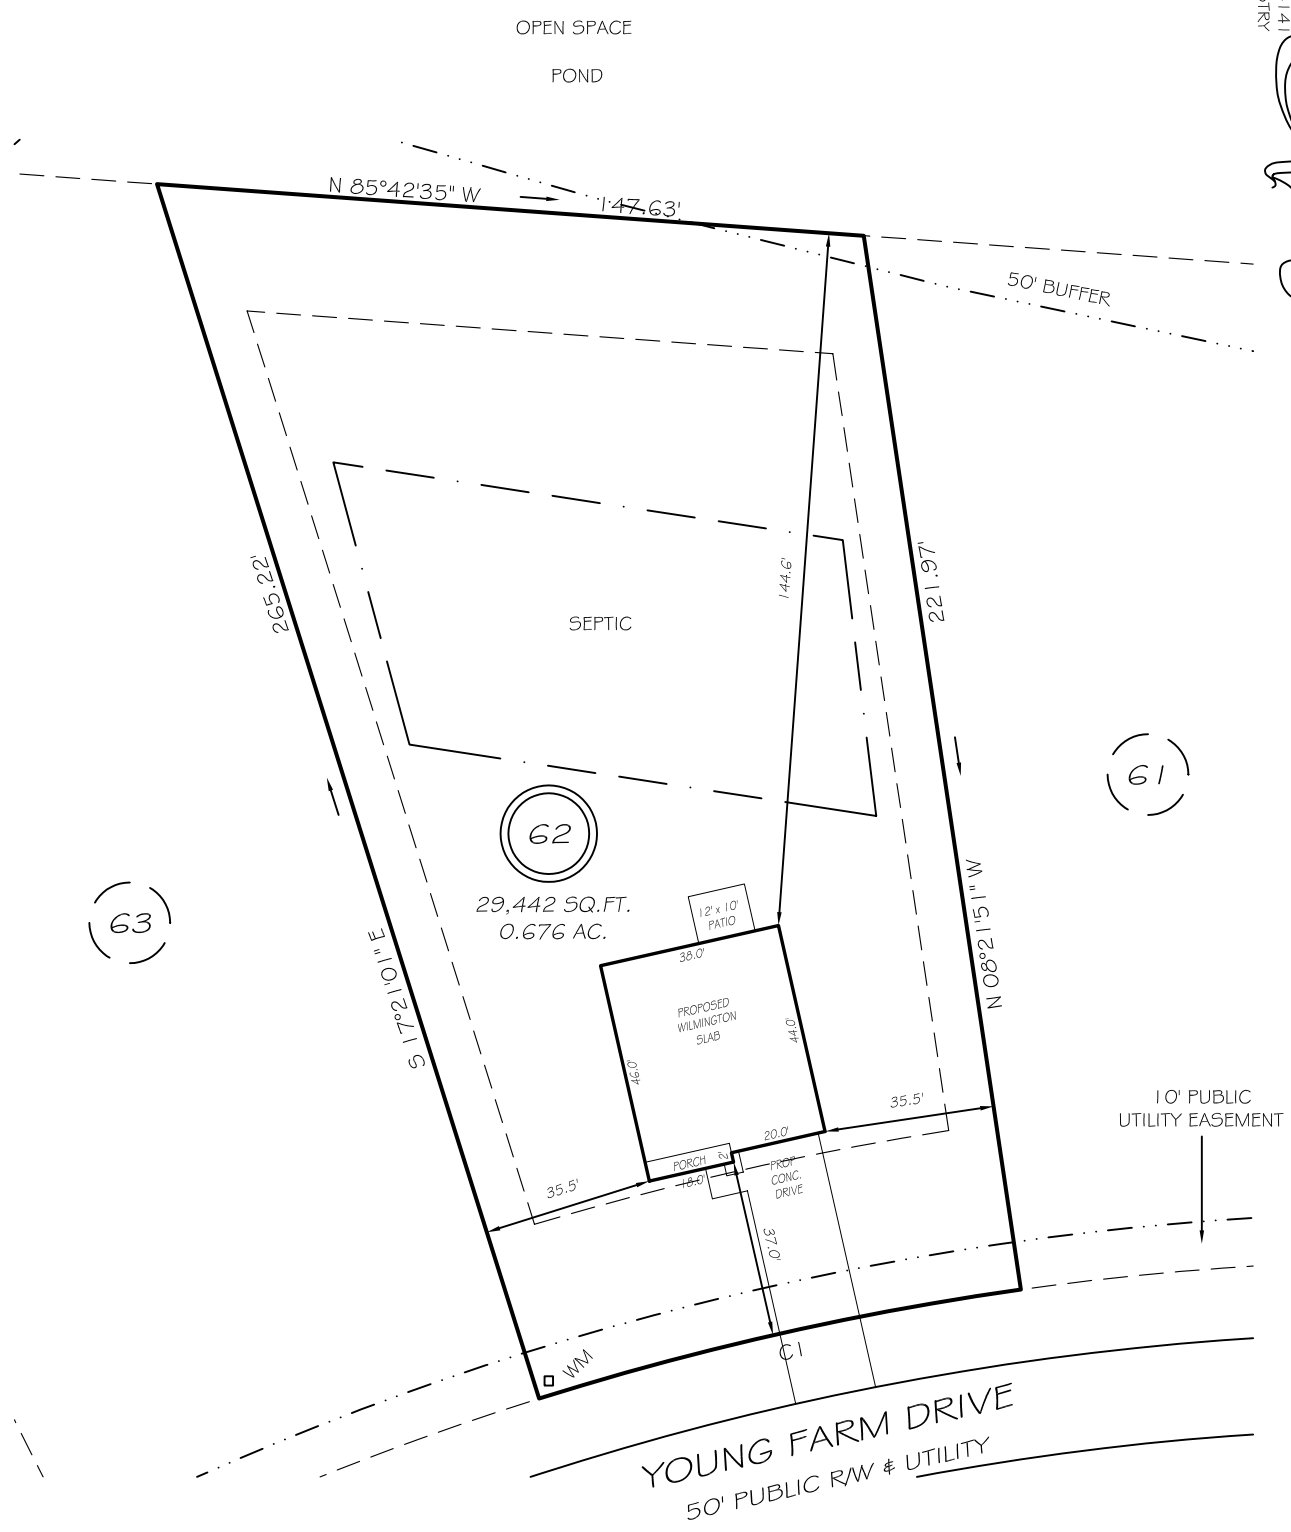 OPEN SPACE
POND
141
N 85°42'35" W
147.63'
50' BUFFER
265.22'
144.6'
221.97'
SEPTIC
61
62
29,442 SQ.FT.
0.676 AC.
63
12' x 10'
PATIO
38.0'
PROPOSED
WILMINGTON
SLAB
44.0'
46.0'
S 17°21'01" E
N 08°21'51" W
35.5'
10' PUBLIC
UTILITY EASEMENT
20.0'
PORCH
2'
18.0'
PROP
CONC.
DRIVE
35.5'
37.0'
C1
WM
YOUNG FARM DRIVE
50' PUBLIC R/W & UTILITY